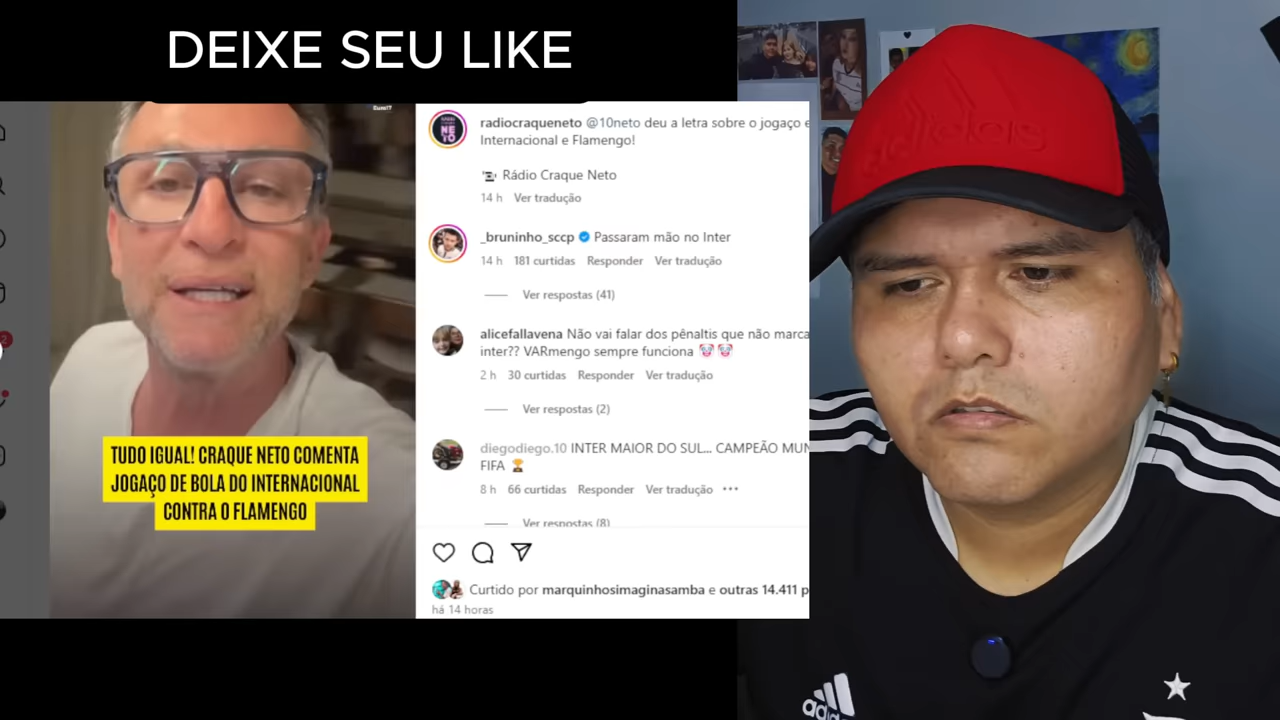 DEIXE SEU LIKE
radiocraqueneto @10neto deu a letra sobre o jogaço e
Internacional e Flamengo!
Rádio Craque Neto
14 h Ver tradução
_bruninho_sccp Passaram mão no Inter
14 h 181 curtidas Responder Ver tradução
Ver respostas (41)
alicefallavena Não vai falar dos pênaltis que não marca
inter?? VARmengo sempre funciona 🤡🤡
2 h 30 curtidas Responder Ver tradução
Ver respostas (2)
diegodiego.10 INTER MAIOR DO SUL... CAMPEÃO MUN
FIFA 🏆
8 h 66 curtidas Responder Ver tradução •••
Ver respostas (8)
Curtido por marquinhosimaginasamba e outras 14.411 p
há 14 horas
TUDO IGUAL! CRAQUE NETO COMENTA
JOGAÇO DE BOLA DO INTERNACIONAL
CONTRA O FLAMENGO
adidas
adidas